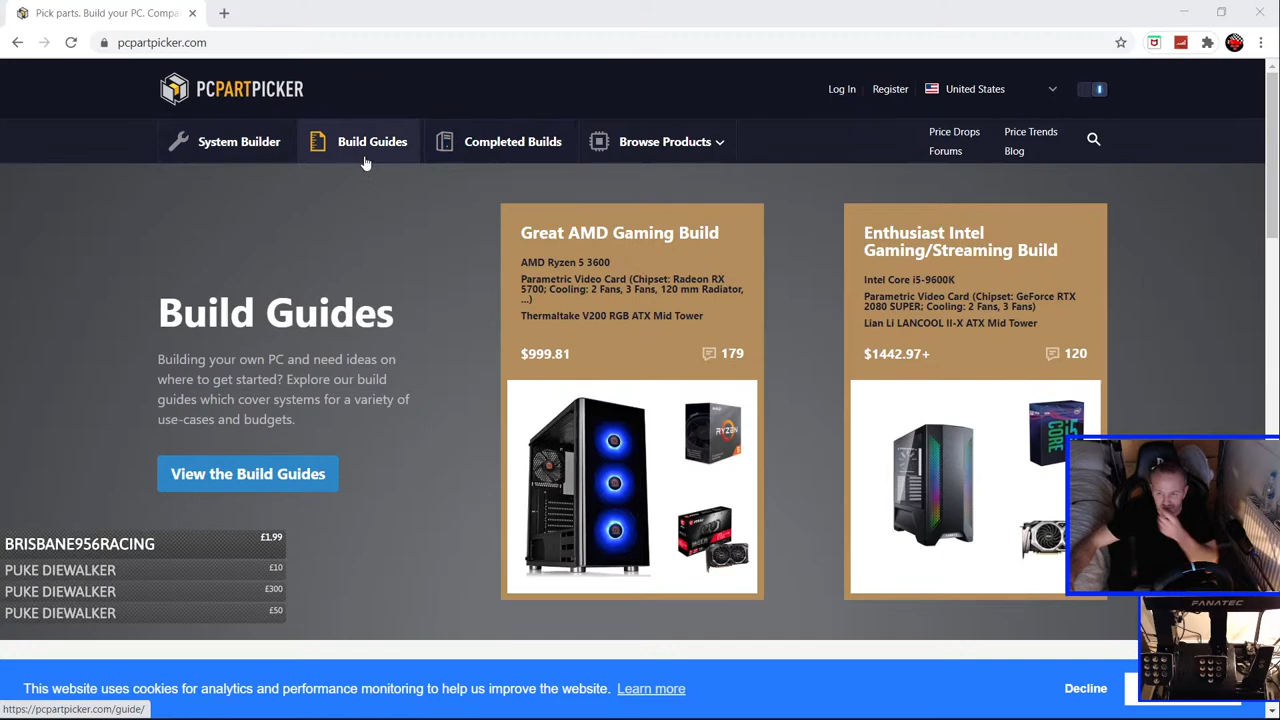 Pick parts. Build your PC. Compa
pcpartpicker.com
PCPARTPICKER
Log In
Register
United States
System Builder
Build Guides
Completed Builds
Browse Products
Price Drops
Price Trends
Forums
Blog
Build Guides
Building your own PC and need ideas on
where to get started? Explore our build
guides which cover systems for a variety of
use-cases and budgets.
View the Build Guides
Great AMD Gaming Build
AMD Ryzen 5 3600
Parametric Video Card (Chipset: Radeon RX
5700; Cooling: 2 Fans, 3 Fans, 120 mm Radiator,
...)
Thermaltake V200 RGB ATX Mid Tower
$999.81
179
RYZEN
Enthusiast Intel
Gaming/Streaming Build
Intel Core i5-9600K
Parametric Video Card (Chipset: GeForce RTX
2080 SUPER; Cooling: 2 Fans, 3 Fans)
Lian Li LANCOOL II-X ATX Mid Tower
$1442.97+
120
CORE i5
BRISBANE956RACING £1.99
PUKE DIEWALKER £10
PUKE DIEWALKER £300
PUKE DIEWALKER £50
FANATEC
This website uses cookies for analytics and performance monitoring to help us improve the website. Learn more
Decline
https://pcpartpicker.com/guide/